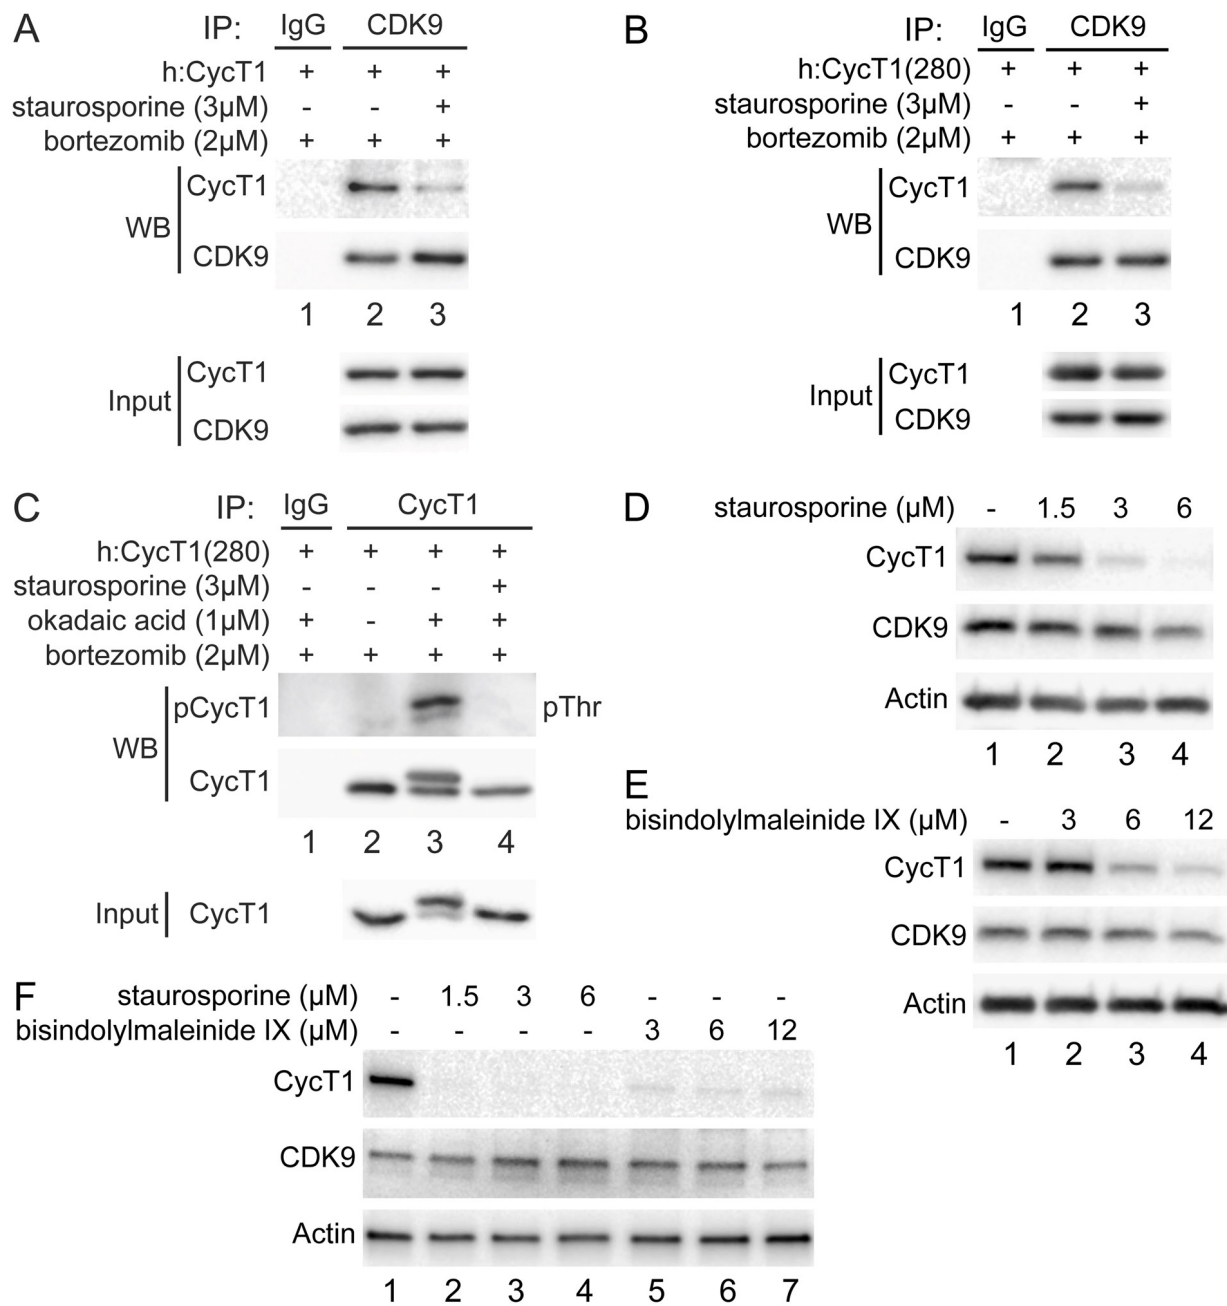 A
IP: IgG CDK9
h:CycT1 + + +
staurosporine (3µM) - - +
bortezomib (2µM) + + +
WB
CycT1
CDK9
1 2 3
Input
CycT1
CDK9
B
IP: IgG CDK9
h:CycT1(280) + + +
staurosporine (3µM) - - +
bortezomib (2µM) + + +
WB
CycT1
CDK9
1 2 3
Input
CycT1
CDK9
C
IP: IgG CycT1
h:CycT1(280) + + + +
staurosporine (3µM) - - - +
okadaic acid (1µM) + - + +
bortezomib (2µM) + + + +
WB
pCycT1 pThr
CycT1
1 2 3 4
Input CycT1
D
staurosporine (µM) - 1.5 3 6
CycT1
CDK9
Actin
1 2 3 4
E
bisindolylmaleinide IX (µM) - 3 6 12
CycT1
CDK9
Actin
1 2 3 4
F
staurosporine (µM) - 1.5 3 6 - - -
bisindolylmaleinide IX (µM) - - - - 3 6 12
CycT1
CDK9
Actin
1 2 3 4 5 6 7